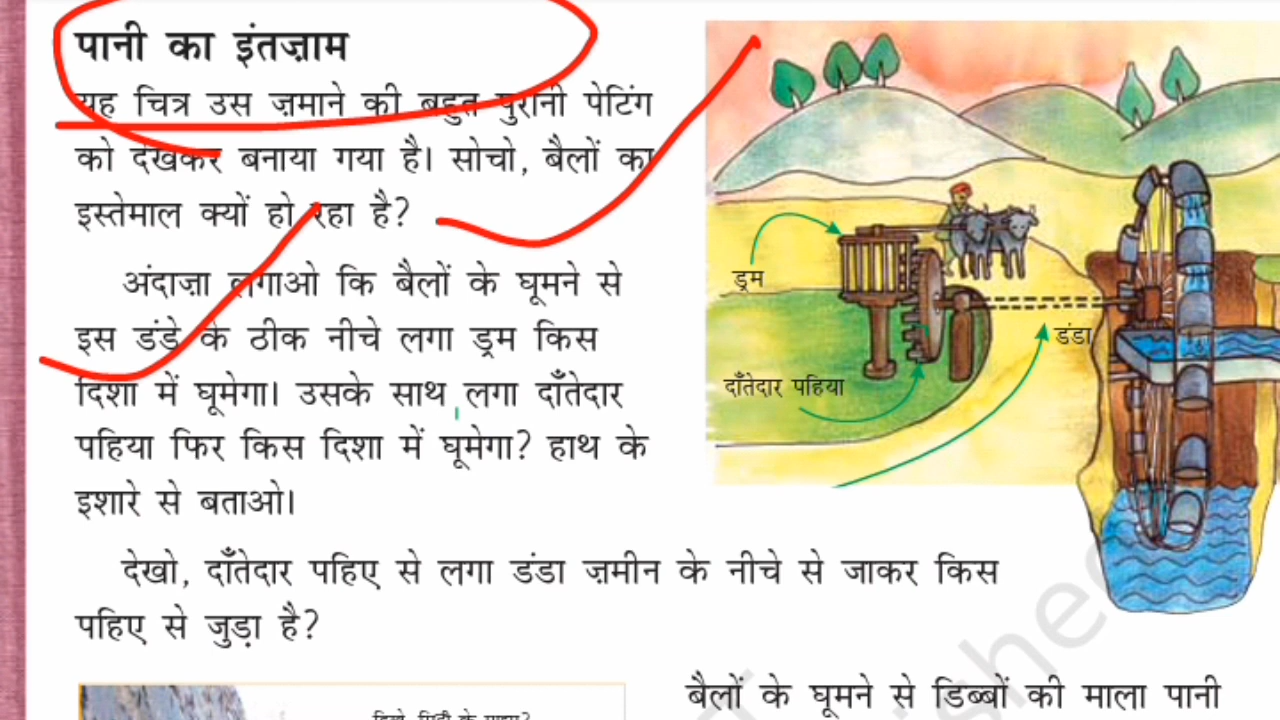 पानी का इंतज़ाम
यह चित्र उस ज़माने की बहुत पुरानी पेटिंग
को देखकर बनाया गया है। सोचो, बैलों का
इस्तेमाल क्यों हो रहा है?
अंदाज़ा लगाओ कि बैलों के घूमने से
इस डंडे के ठीक नीचे लगा ड्रम किस
दिशा में घूमेगा। उसके साथ लगा दाँतेदार
पहिया फिर किस दिशा में घूमेगा? हाथ के
इशारे से बताओ।
ड्रम
डंडा
दाँतेदार पहिया
देखो, दाँतेदार पहिए से लगा डंडा ज़मीन के नीचे से जाकर किस
पहिए से जुड़ा है?
बैलों के घूमने से डिब्बों की माला पानी